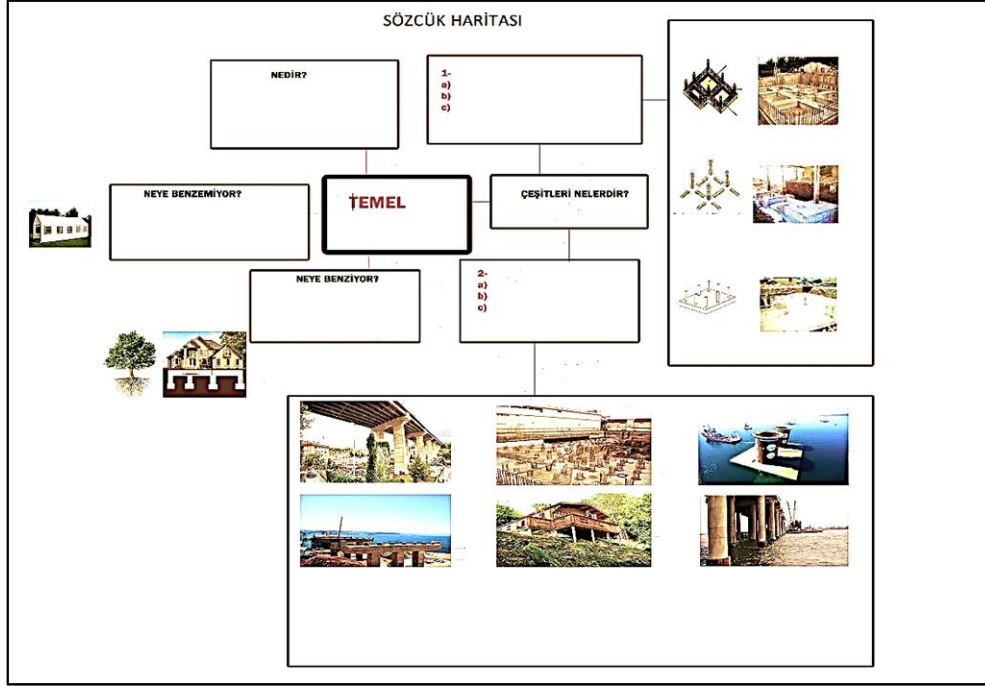 SÖZCÜK HARİTASI
NEDİR?
1-
a)
b)
c)
NEYE BENZEMİYOR?
TEMEL
ÇEŞİTLERİ NELERDİR?
NEYE BENZİYOR?
2-
a)
b)
c)